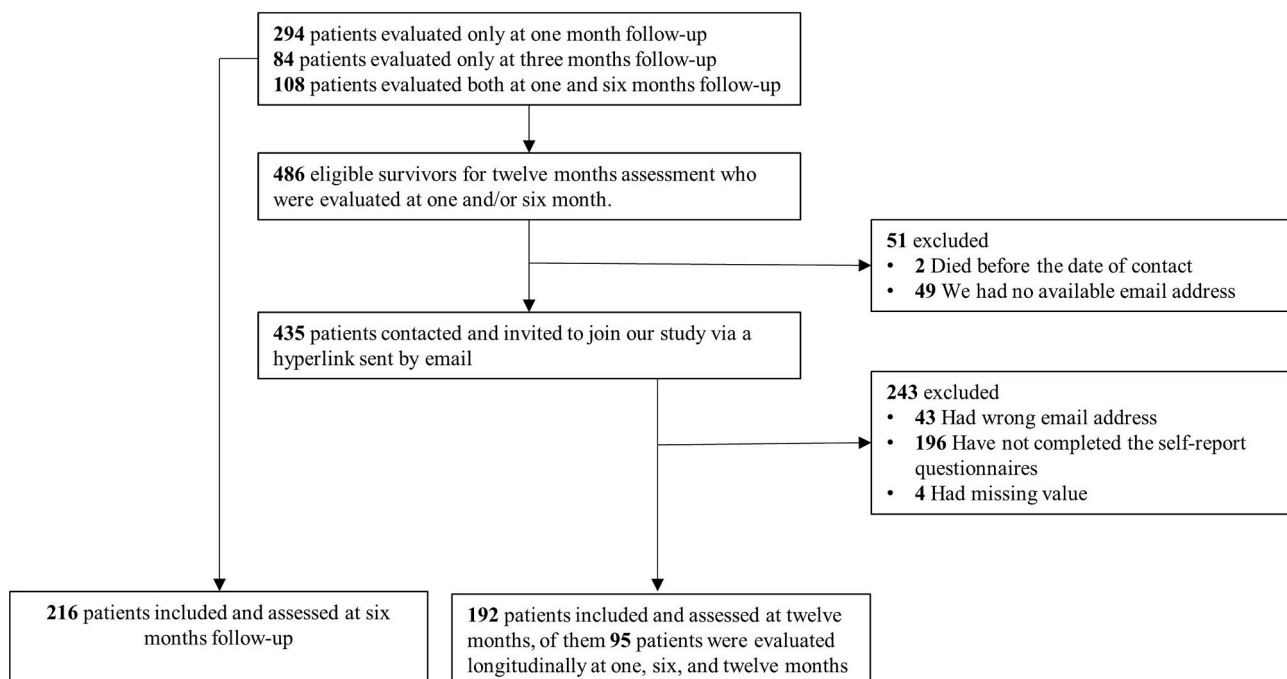 294 patients evaluated only at one month follow-up
84 patients evaluated only at three months follow-up
108 patients evaluated both at one and six months follow-up
486 eligible survivors for twelve months assessment who
were evaluated at one and/or six month.
51 excluded
• 2 Died before the date of contact
• 49 We had no available email address
435 patients contacted and invited to join our study via a
hyperlink sent by email
243 excluded
• 43 Had wrong email address
• 196 Have not completed the self-report
questionnaires
• 4 Had missing value
216 patients included and assessed at six
months follow-up
192 patients included and assessed at twelve
months, of them 95 patients were evaluated
longitudinally at one, six, and twelve months